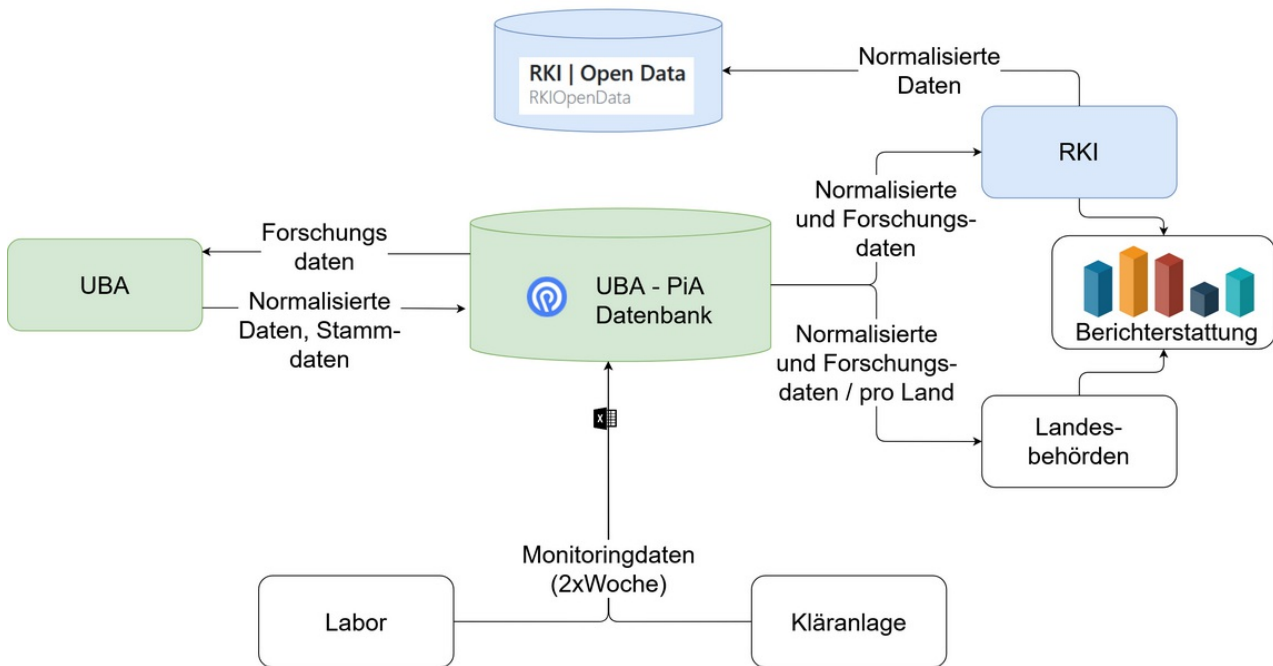 RKI | Open Data
RKIOpenData
Normalisierte
Daten
RKI
Normalisierte
und Forschungs-
daten
Forschungs
daten
UBA
Normalisierte
Daten, Stamm-
daten
UBA - PiA
Datenbank
Berichterstattung
Normalisierte
und Forschungs-
daten / pro Land
Landes-
behörden
X
Monitoringdaten
(2xWoche)
Labor
Kläranlage